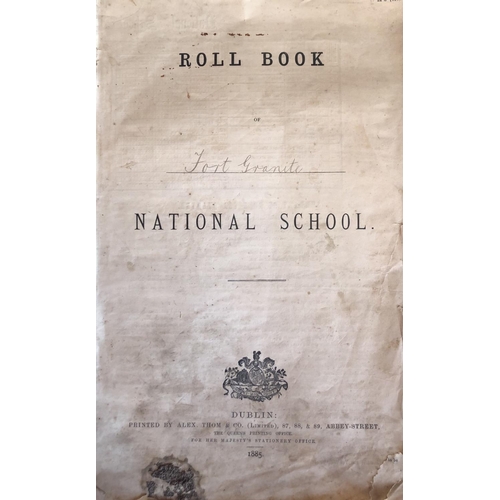 ROLL BOOK
OF
Fort Granite
NATIONAL SCHOOL.
DUBLIN:
PRINTED BY ALEX. THOM & CO. (LIMITED), 87, 88, & 89, ABBEY-STREET,
THE QUEEN'S PRINTING OFFICE.
FOR HER MAJESTY'S STATIONERY OFFICE.
1885.